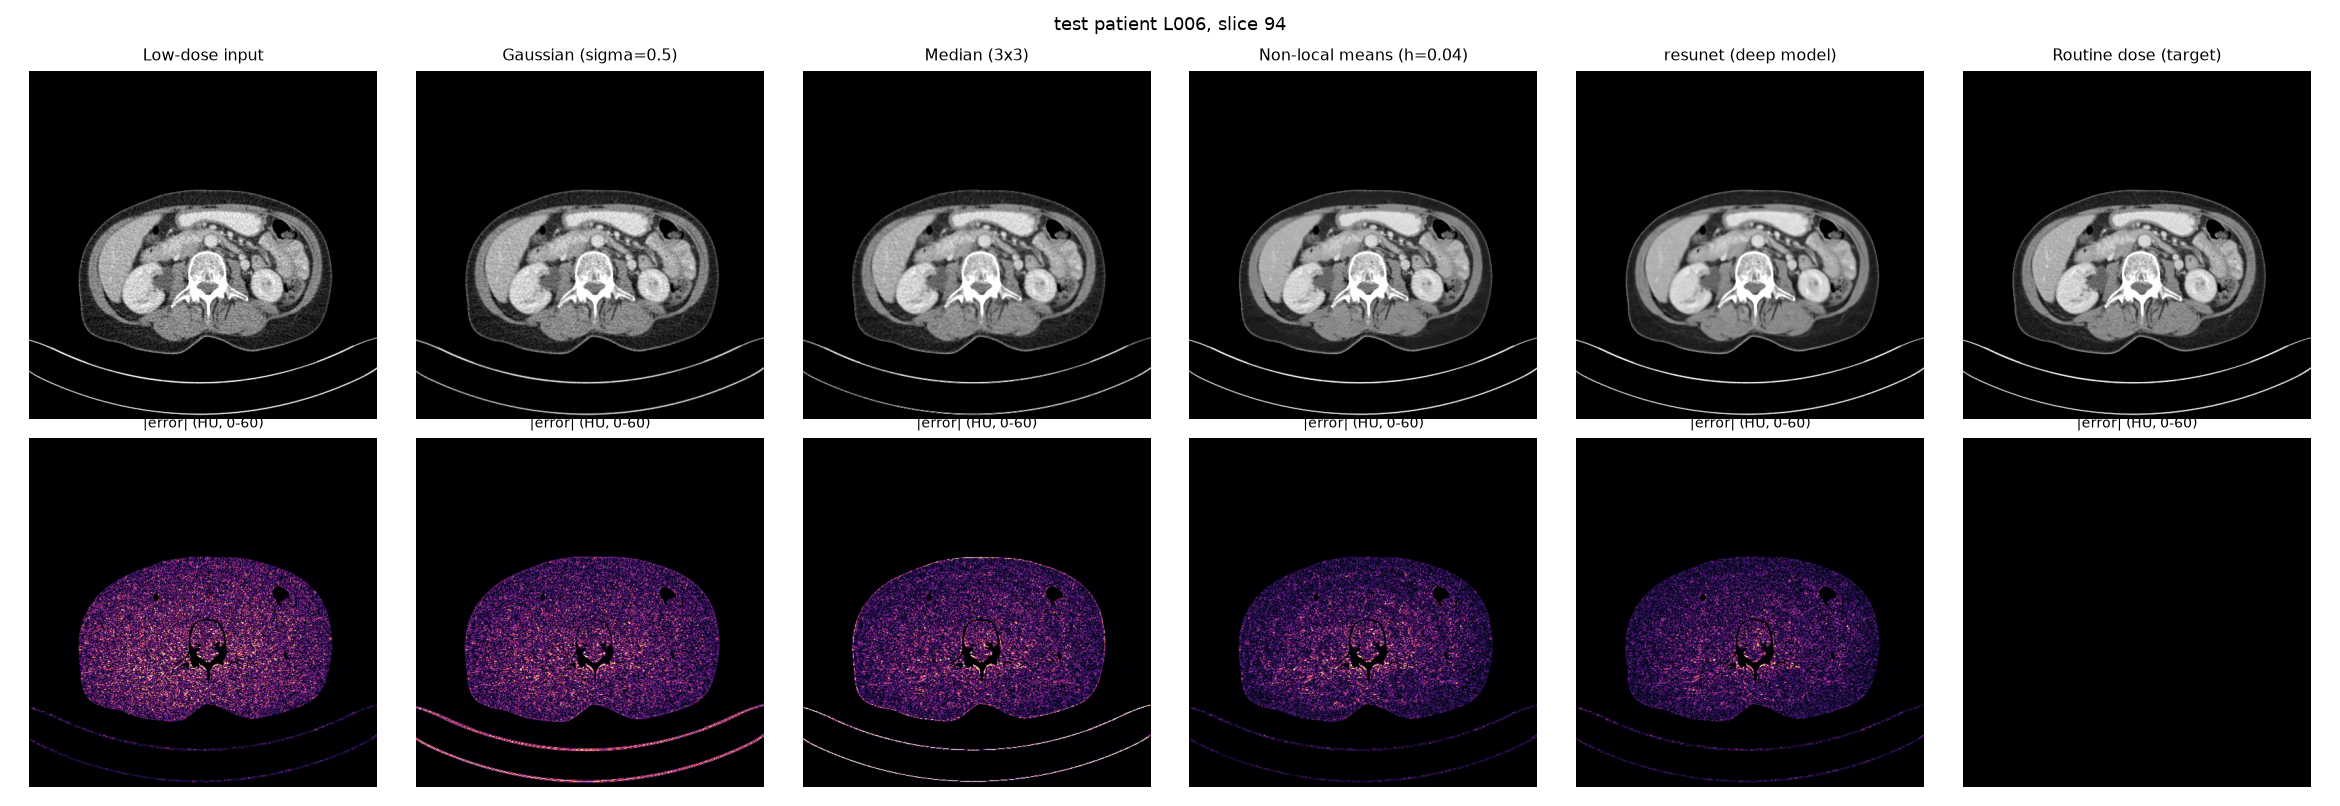 test patient L006, slice 94
Low-dose input
Gaussian (sigma=0.5)
Median (3x3)
Non-local means (h=0.04)
resunet (deep model)
Routine dose (target)
|error| (HU, 0-60)
|error| (HU, 0-60)
|error| (HU, 0-60)
|error| (HU, 0-60)
|error| (HU, 0-60)
|error| (HU, 0-60)